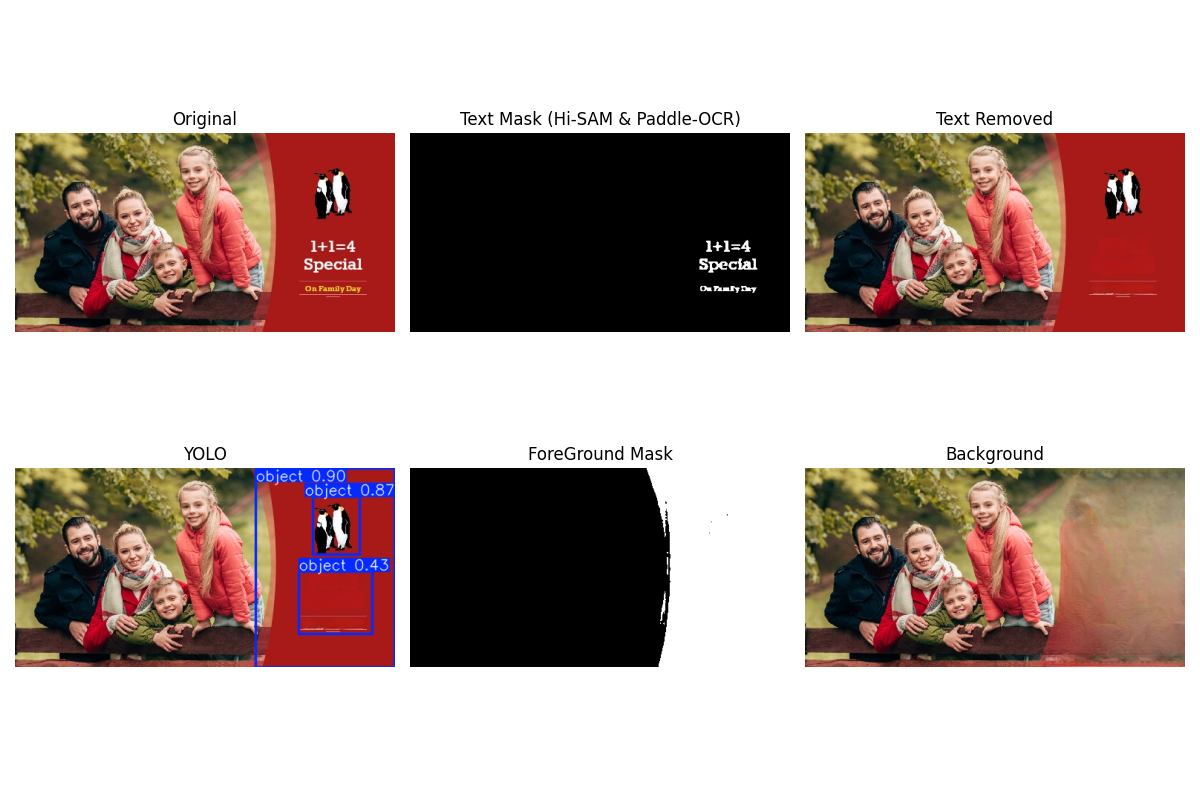 Original
Text Mask (Hi-SAM & Paddle-OCR)
Text Removed
1+1=4
Special
On Family Day
1+1=4
Special
On Family Day
YOLO
ForeGround Mask
Background
object 0.90
object 0.87
object 0.43